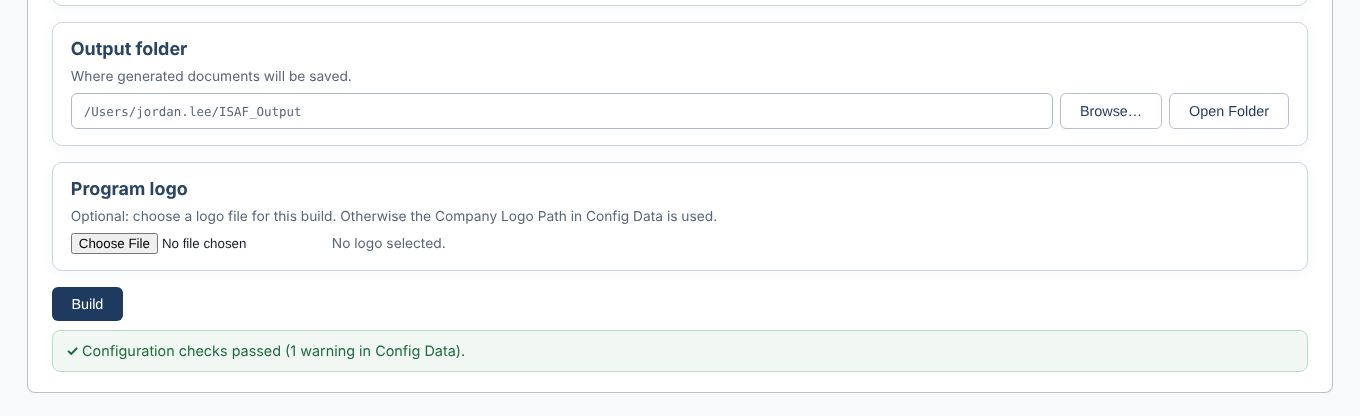 Output folder
Where generated documents will be saved.
/Users/jordan.lee/ISAF_Output Browse... Open Folder
Program logo
Optional: choose a logo file for this build. Otherwise the Company Logo Path in Config Data is used.
Choose File No file chosen No logo selected.
Build
✓ Configuration checks passed (1 warning in Config Data).